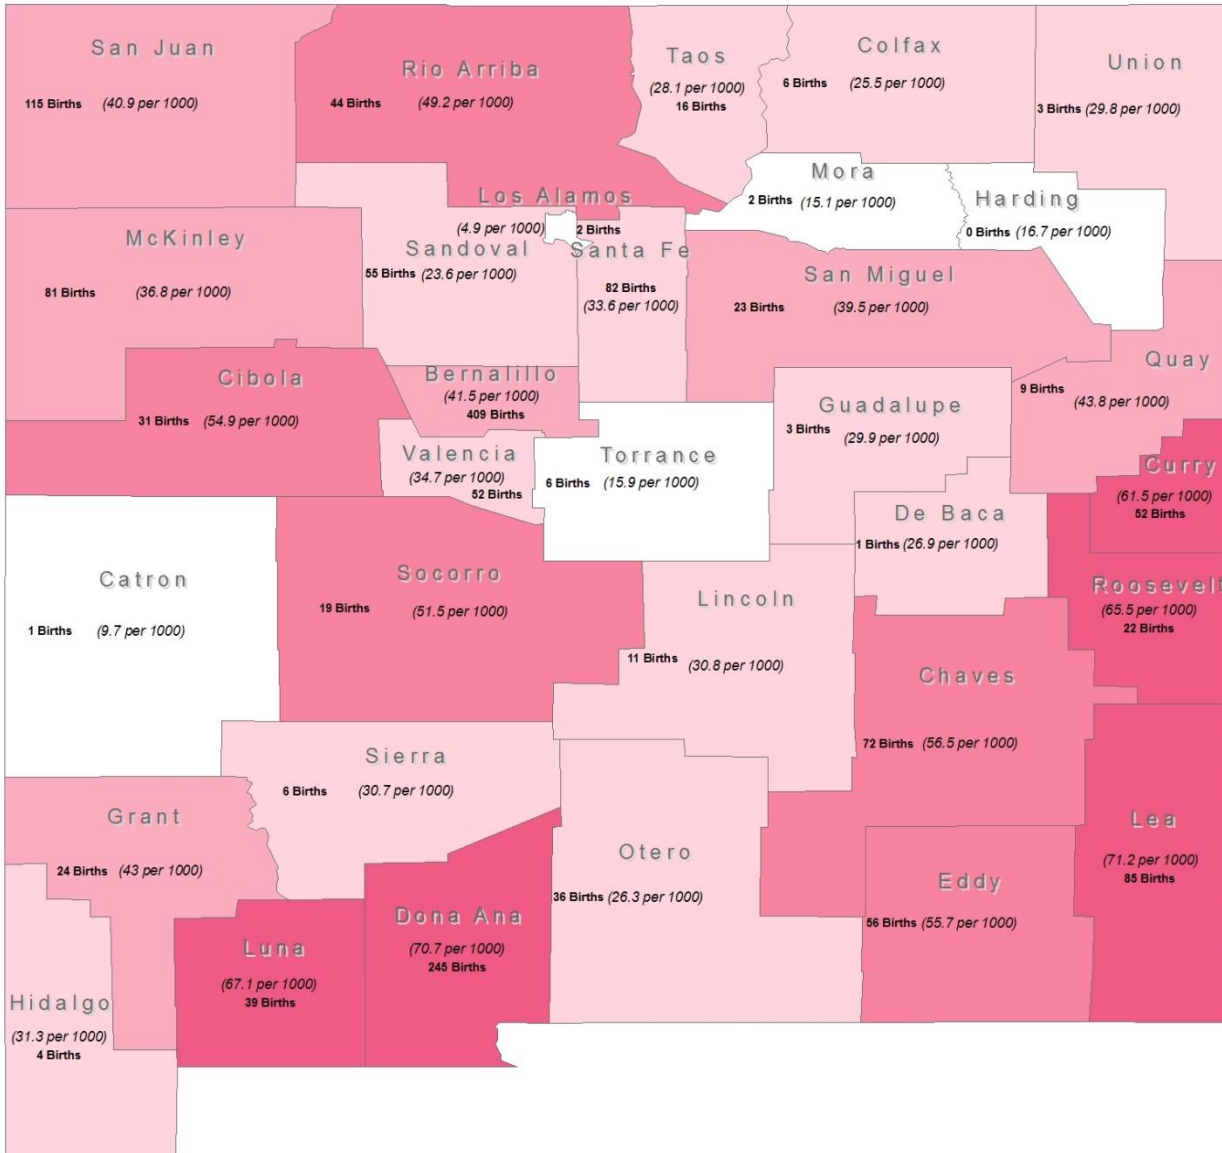 San Juan
115 Births (40.9 per 1000)
Rio Arriba
44 Births (49.2 per 1000)
Taos
(28.1 per 1000)
16 Births
Colfax
6 Births (25.5 per 1000)
Union
3 Births (29.8 per 1000)
Mora
2 Births (15.1 per 1000)
Harding
0 Births (16.7 per 1000)
Los Alamos
(4.9 per 1000) 2 Births
McKinley
81 Births (36.8 per 1000)
Sandoval
55 Births (23.6 per 1000)
Santa Fe
82 Births
(33.6 per 1000)
San Miguel
23 Births (39.5 per 1000)
Quay
9 Births (43.8 per 1000)
Cibola
31 Births (54.9 per 1000)
Bernalillo
(41.5 per 1000)
409 Births
Guadalupe
3 Births (29.9 per 1000)
Valencia
(34.7 per 1000)
52 Births
Torrance
6 Births (15.9 per 1000)
Curry
(61.5 per 1000)
52 Births
De Baca
1 Births (26.9 per 1000)
Catron
1 Births (9.7 per 1000)
Socorro
19 Births (51.5 per 1000)
Lincoln
11 Births (30.8 per 1000)
Roosevelt
(65.5 per 1000)
22 Births
Chaves
72 Births (56.5 per 1000)
Sierra
6 Births (30.7 per 1000)
Grant
24 Births (43 per 1000)
Otero
36 Births (26.3 per 1000)
Eddy
56 Births (55.7 per 1000)
Lea
(71.2 per 1000)
85 Births
Luna
(67.1 per 1000)
39 Births
Dona Ana
(70.7 per 1000)
245 Births
Hidalgo
(31.3 per 1000)
4 Births